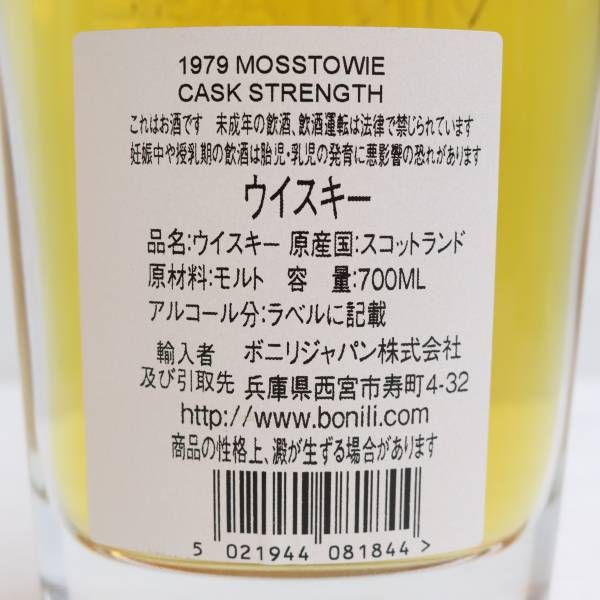 1979 MOSSTOWIE
CASK STRENGTH
これはお酒です 未成年の飲酒、飲酒運転は法律で禁じられています
妊娠中や授乳期の飲酒は胎児・乳児の発育に悪影響の恐れがあります
ウイスキー
品名:ウイスキー 原産国:スコットランド
原材料:モルト 容 量:700ML
アルコール分:ラベルに記載
輸入者 ボニリジャパン株式会社
及び引取先 兵庫県西宮市寿町4-32
http://www.bonili.com
商品の性格上、澱が生ずる場合があります
5 021944 081844 >